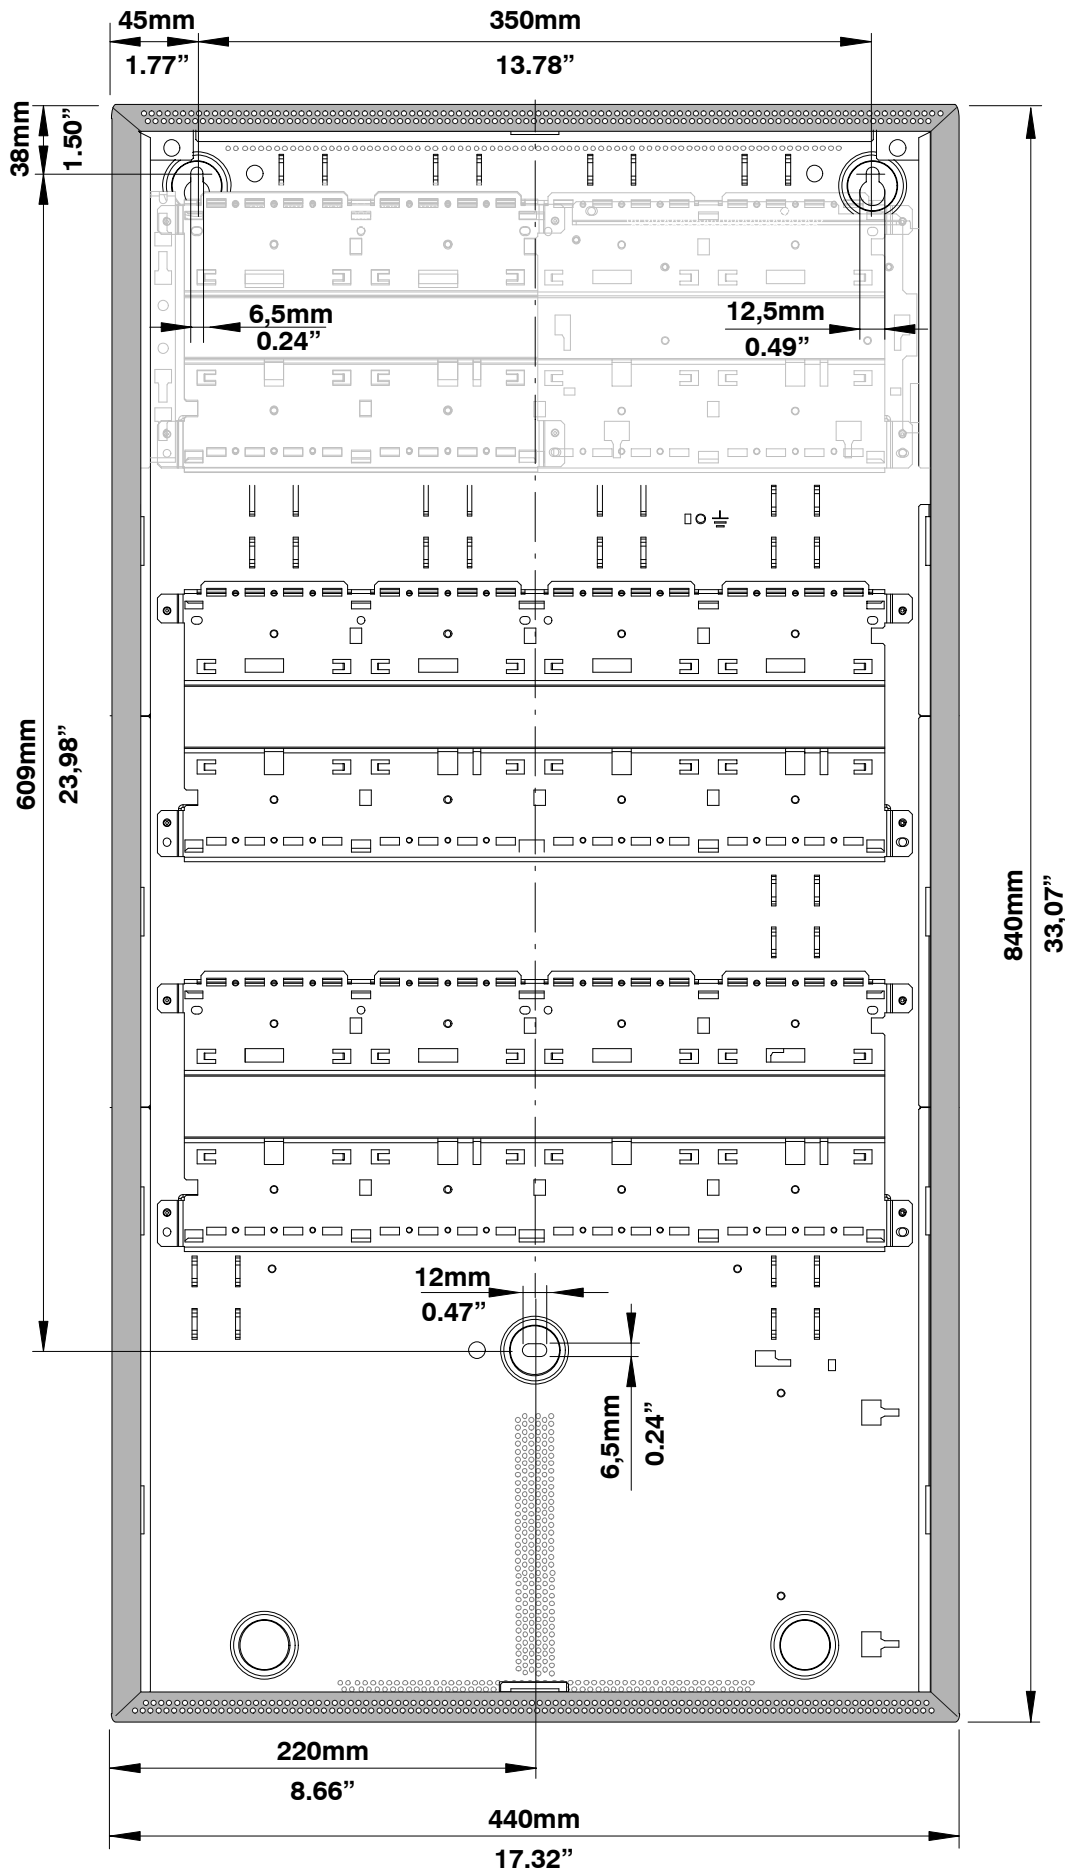 45mm
1.77”
350mm
13.78”
38mm
1.50”
6,5mm
0.24”
12,5mm
0.49”
609mm
23,98”
840mm
33,07”
12mm
0.47”
6,5mm
0.24”
220mm
8.66”
440mm
17.32”